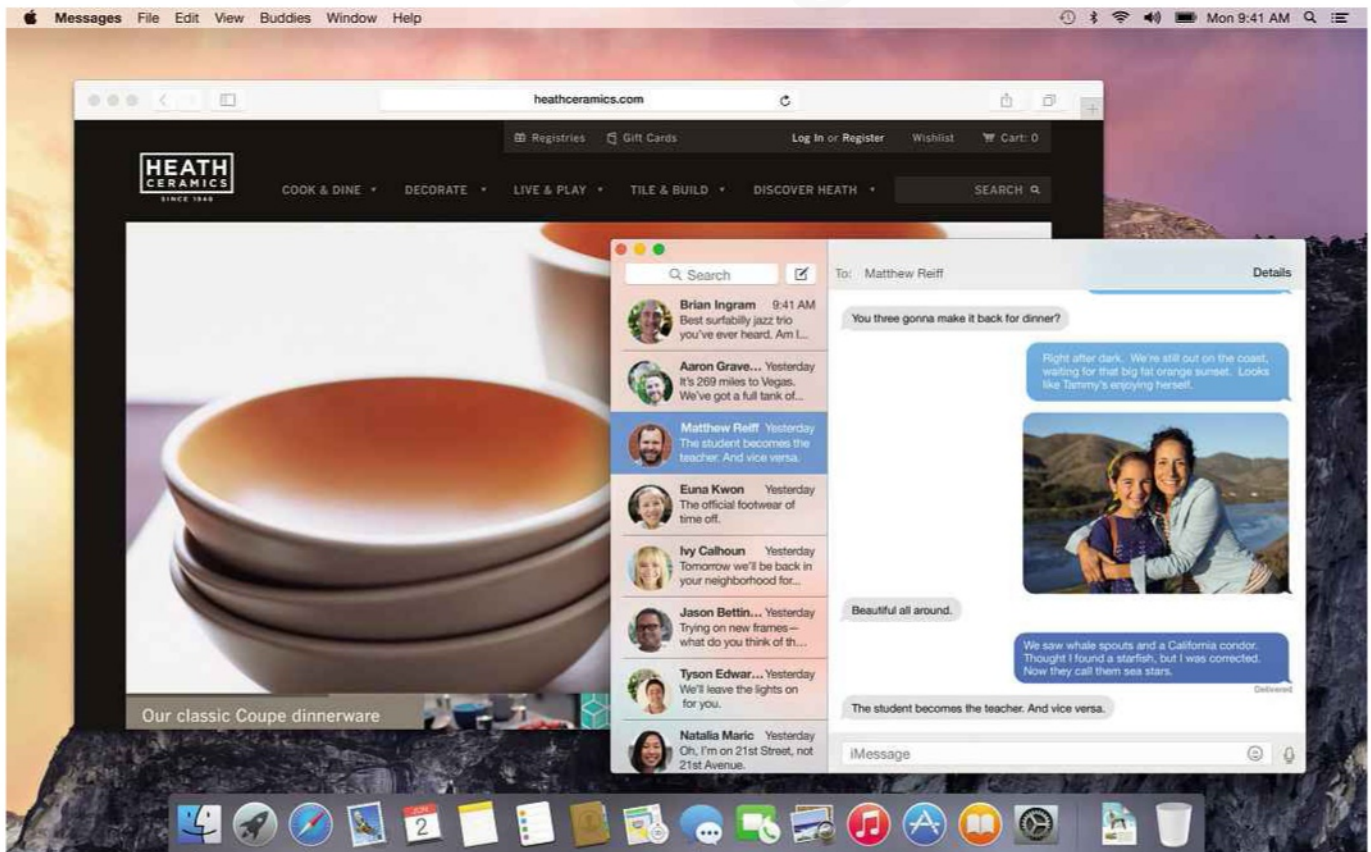 Messages File Edit View Buddies Window Help
Mon 9:41 AM
heathceramics.com
Registries Gift Cards Log In or Register Wishlist Cart: 0
HEATH
CERAMICS
SINCE 1948
COOK & DINE DECORATE LIVE & PLAY TILE & BUILD DISCOVER HEATH SEARCH
Our classic Coupe dinnerware
Search
Brian Ingram 9:41 AM
Best surfabilly jazz trio
you've ever heard. Am I...
Aaron Grave... Yesterday
It's 269 miles to Vegas.
We've got a full tank of...
Matthew Reiff Yesterday
The student becomes the
teacher. And vice versa.
Euna Kwon Yesterday
The official footwear of
time off.
Ivy Calhoun Yesterday
Tomorrow we'll be back in
your neighborhood for...
Jason Bettin... Yesterday
Trying on new frames—
what do you think of th...
Tyson Edwar... Yesterday
We'll leave the lights on
for you.
Natalia Maric Yesterday
Oh, I'm on 21st Street, not
21st Avenue.
To: Matthew Reiff Details
You three gonna make it back for dinner?
Right after dark. We're still out on the coast,
waiting for that big fat orange sunset. Looks
like Tammy's enjoying herself.
Beautiful all around.
We saw whale spouts and a California condor.
Thought I found a starfish, but I was corrected.
Now they call them sea stars.
Delivered
The student becomes the teacher. And vice versa.
iMessage
JUN
2